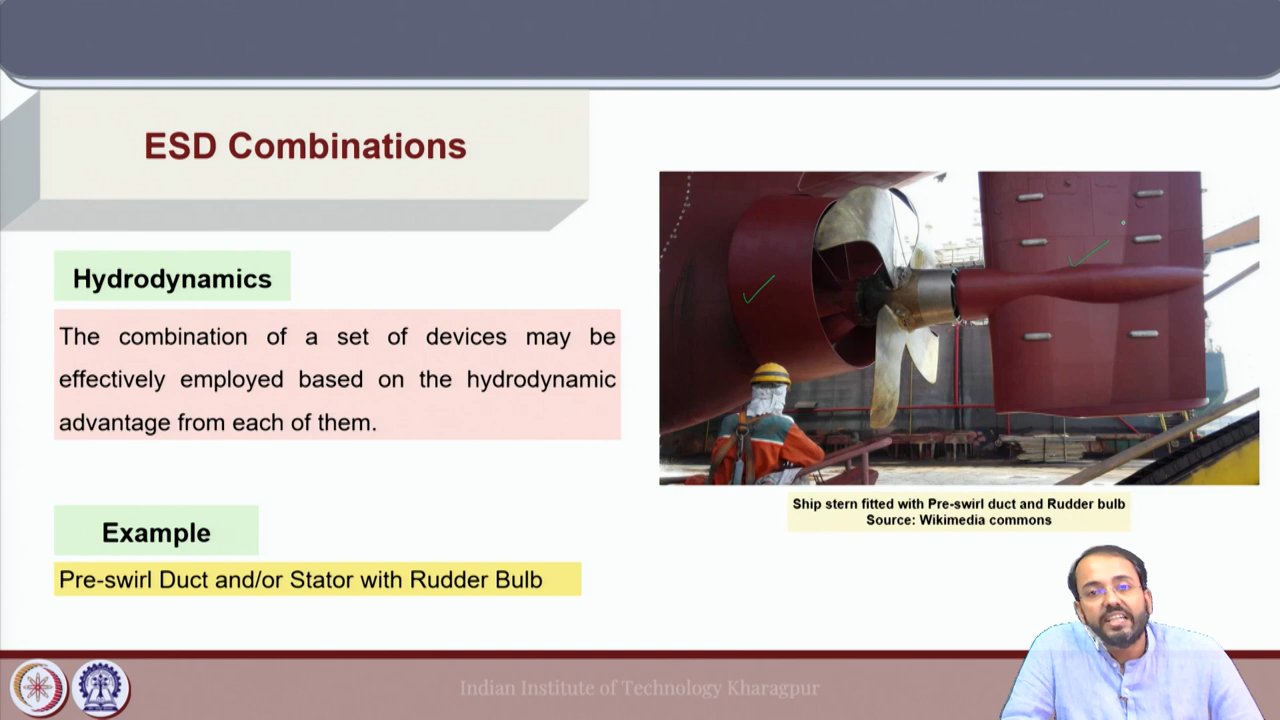 ESD Combinations
Hydrodynamics
The combination of a set of devices may be
effectively employed based on the hydrodynamic
advantage from each of them.
Example
Pre-swirl Duct and/or Stator with Rudder Bulb
Ship stern fitted with Pre-swirl duct and Rudder bulb
Source: Wikimedia commons
Indian Institute of Technology Kharagpur